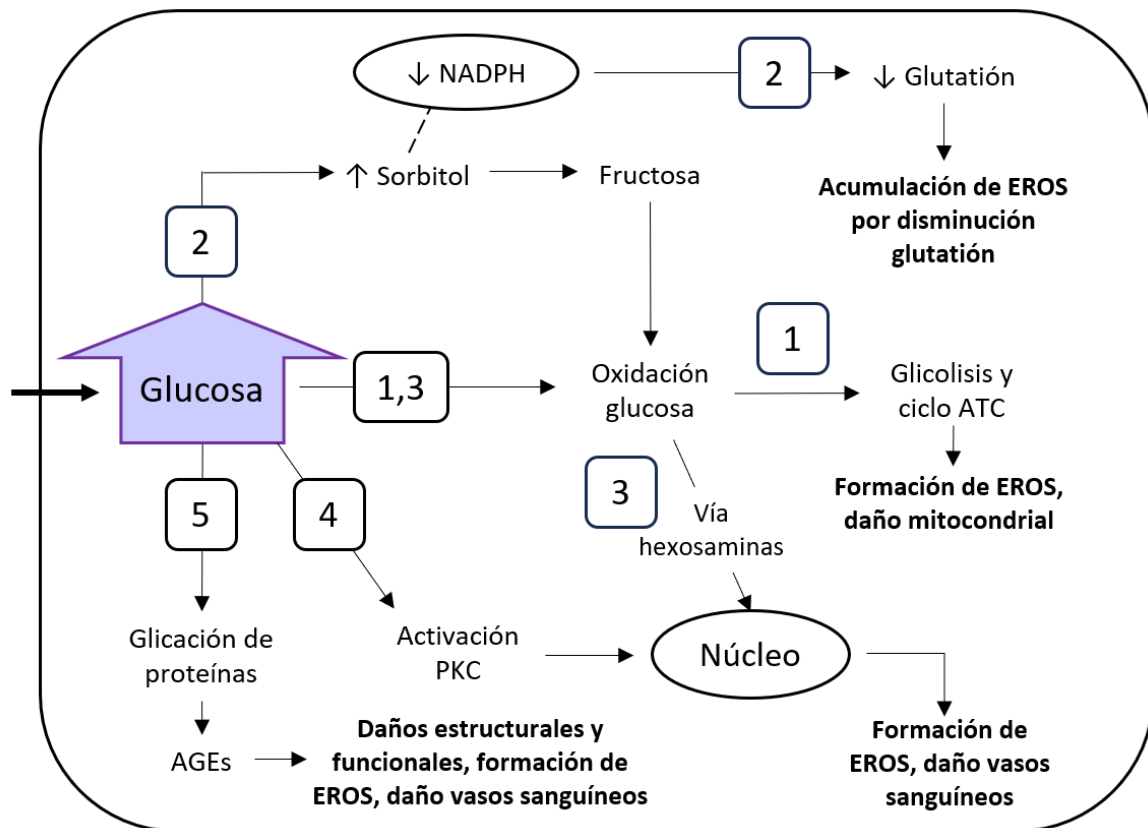 ↓ NADPH
2
↓ Glutatión
↑ Sorbitol
Fructosa
Acumulación de EROS
por disminución
glutatión
2
Glucosa
1,3
Oxidación
glucosa
1
Glicolisis y
ciclo ATC
Formación de EROS,
daño mitocondrial
3
Vía
hexosaminas
5
4
Glicación de
proteínas
Activación
PKC
Núcleo
AGEs
Daños estructurales y
funcionales, formación de
EROS, daño vasos sanguíneos
Formación de
EROS, daño vasos
sanguíneos